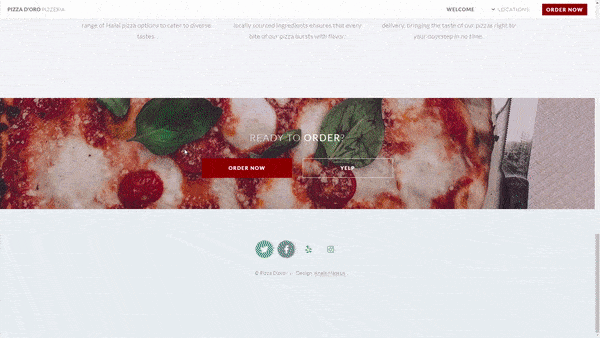 PIZZA D'ORO PIZZERIA
WELCOME
LOCATIONS
ORDER NOW
range of Halal pizza options to cater to diverse
tastes.
locally sourced ingredients ensures that every
bite of our pizza bursts with flavor.
delivery, bringing the taste of our pizzas right to
your doorstep in no time.
READY TO ORDER?
ORDER NOW
YELP
© Pizza D'oro
Design: